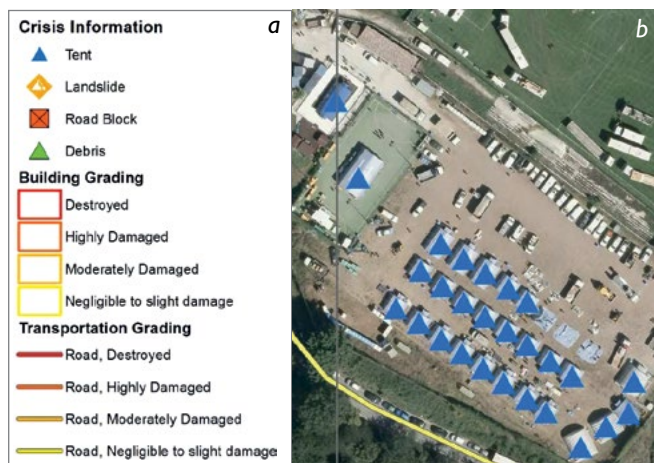 Crisis Information
a
Tent
Landslide
Road Block
Debris
Building Grading
Destroyed
Highly Damaged
Moderately Damaged
Negligible to slight damage
Transportation Grading
Road, Destroyed
Road, Highly Damaged
Road, Moderately Damaged
Road, Negligible to slight damage
b